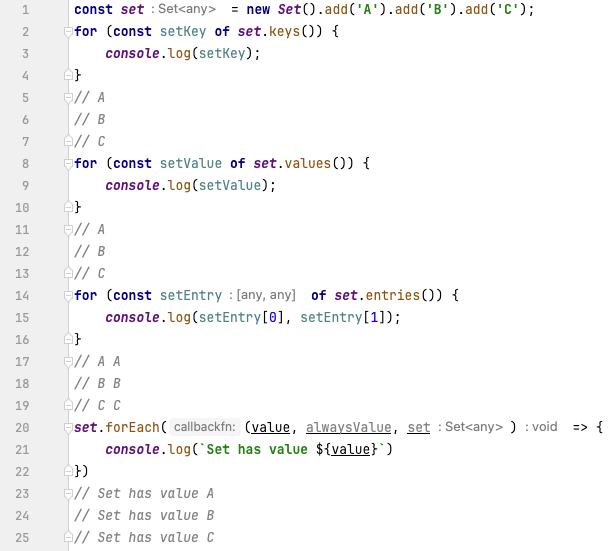 1 const set : Set<any> = new Set().add('A').add('B').add('C');
2 for (const setKey of set.keys()) {
3 console.log(setKey);
4 }
5 // A
6 // B
7 // C
8 for (const setValue of set.values()) {
9 console.log(setValue);
10 }
11 // A
12 // B
13 // C
14 for (const setEntry : [any, any] of set.entries()) {
15 console.log(setEntry[0], setEntry[1]);
16 }
17 // A A
18 // B B
19 // C C
20 set.forEach( callbackfn: (value, alwaysValue, set : Set<any> ) : void => {
21 console.log(`Set has value ${value}`)
22 })
23 // Set has value A
24 // Set has value B
25 // Set has value C